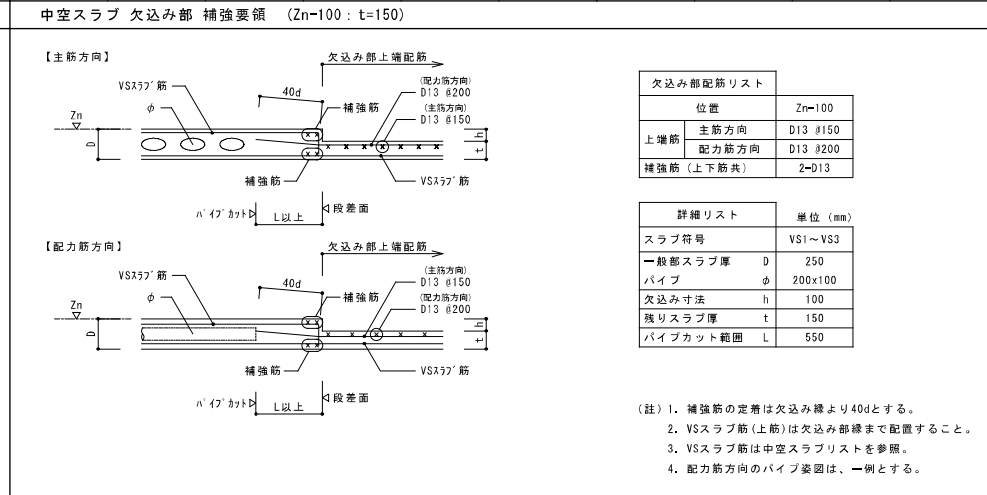 中空スラブ 欠込み部 補強要領 （Zn-100：t=150）
【主筋方向】
欠込み部上端配筋
VSｽﾗﾌﾞ筋
φ
40d
補強筋
(配力筋方向)
D13 @200
(主筋方向)
D13 @150
Zn
D
h
t
補強筋
VSｽﾗﾌﾞ筋
ﾊﾟｲﾌﾟｶｯﾄ
L以上
段差面
【配力筋方向】
欠込み部上端配筋
VSｽﾗﾌﾞ筋
φ
40d
補強筋
(主筋方向)
D13 @150
(配力筋方向)
D13 @200
Zn
D
h
t
補強筋
VSｽﾗﾌﾞ筋
ﾊﾟｲﾌﾟｶｯﾄ
L以上
段差面
欠込み部配筋リスト
位置 Zn-100
上端筋 主筋方向 D13 @150
配力筋方向 D13 @200
補強筋（上下筋共） 2-D13
詳細リスト 単位（mm）
スラブ符号 VS1～VS3
一般部スラブ厚 D 250
パイプ φ 200x100
欠込み寸法 h 100
残りスラブ厚 t 150
パイプカット範囲 L 550
（註）1. 補強筋の定着は欠込み縁より40dとする。
2. VSスラブ筋(上筋)は欠込み部縁まで配置すること。
3. VSスラブ筋は中空スラブリストを参照。
4. 配力筋方向のパイプ姿図は、一例とする。